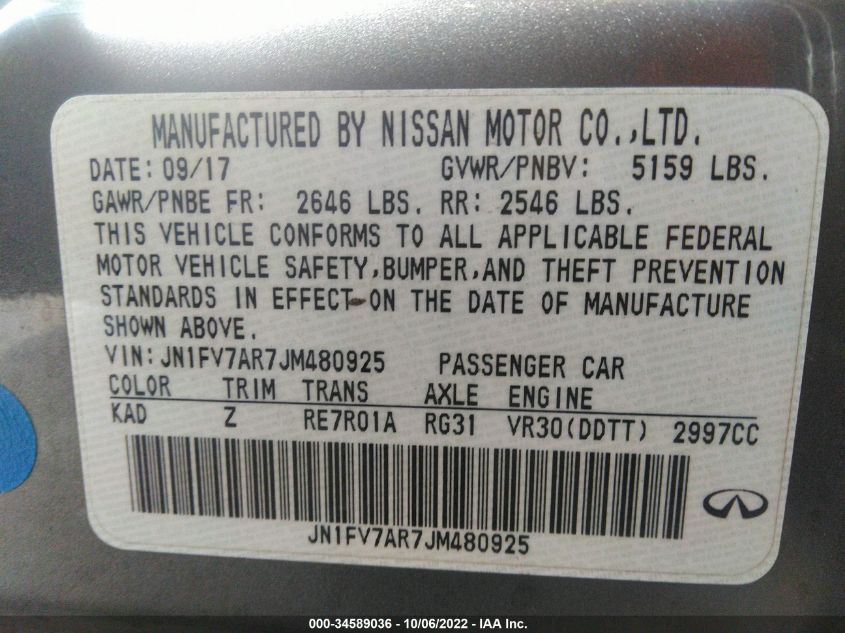 MANUFACTURED BY NISSAN MOTOR CO.,LTD.
DATE: 09/17 GVWR/PNBV: 5159 LBS.
GAWR/PNBE FR: 2646 LBS. RR: 2546 LBS.
THIS VEHICLE CONFORMS TO ALL APPLICABLE FEDERAL
MOTOR VEHICLE SAFETY,BUMPER,AND THEFT PREVENTION
STANDARDS IN EFFECT ON THE DATE OF MANUFACTURE
SHOWN ABOVE.
VIN: JN1FV7AR7JM480925 PASSENGER CAR
COLOR TRIM TRANS AXLE ENGINE
KAD Z RE7R01A RG31 VR30(DDTT) 2997CC
JN1FV7AR7JM480925
000-34589036 - 10/06/2022 - IAA Inc.